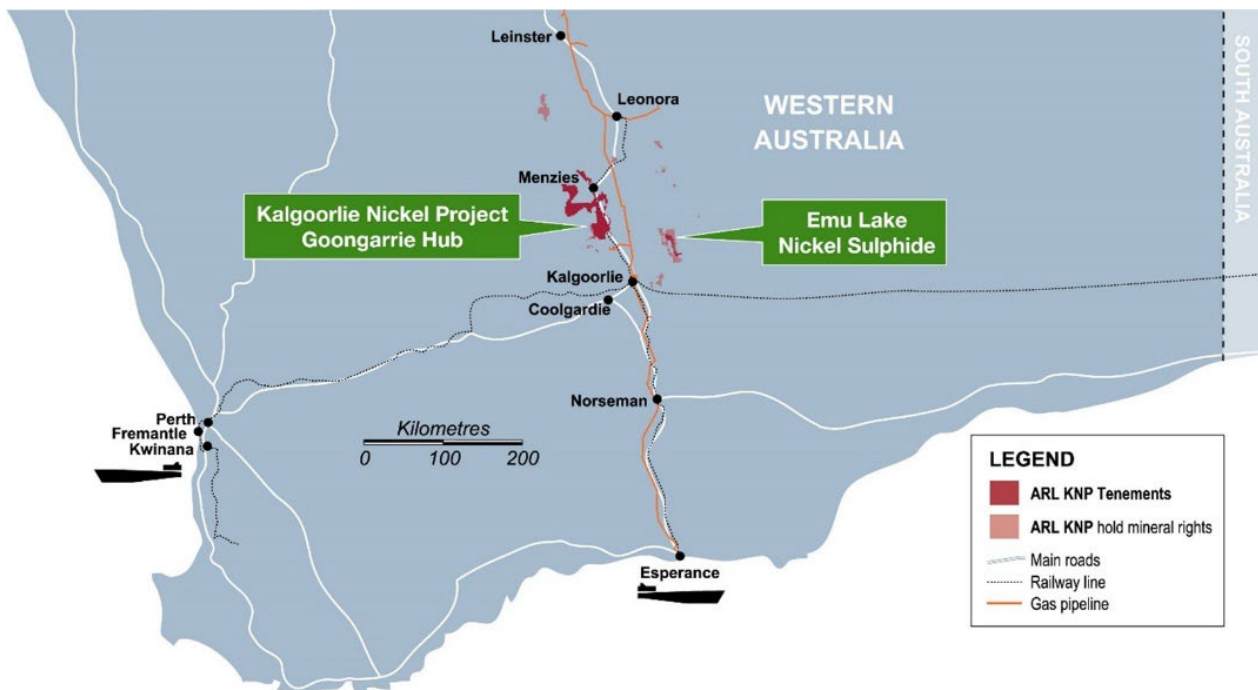 Leinster
Leonora
WESTERN
AUSTRALIA
SOUTH AUSTRALIA
Menzies
Kalgoorlie Nickel Project
Goongarrie Hub
Emu Lake
Nickel Sulphide
Kalgoorlie
Coolgardie
Norseman
Perth
Fremantle
Kwinana
Kilometres
0 100 200
Esperance
LEGEND
ARL KNP Tenements
ARL KNP hold mineral rights
Main roads
Railway line
Gas pipeline